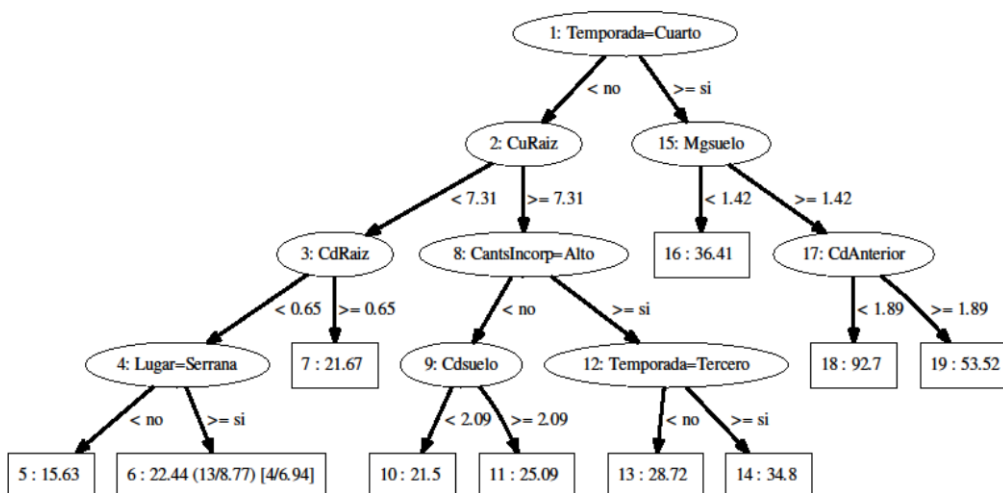 1: Temporada=Cuarto
< no
>= si
2: CuRaiz
15: Mgsuelo
< 7.31
>= 7.31
< 1.42
>= 1.42
3: CdRaiz
8: CantsIncorp=Alto
16 : 36.41
17: CdAnterior
< 0.65
>= 0.65
< no
>= si
< 1.89
>= 1.89
4: Lugar=Serrana
7 : 21.67
9: Cdsuelo
12: Temporada=Tercero
18 : 92.7
19 : 53.52
< no
>= si
< 2.09
>= 2.09
< no
>= si
5 : 15.63
6 : 22.44 (13/8.77) [4/6.94]
10 : 21.5
11 : 25.09
13 : 28.72
14 : 34.8